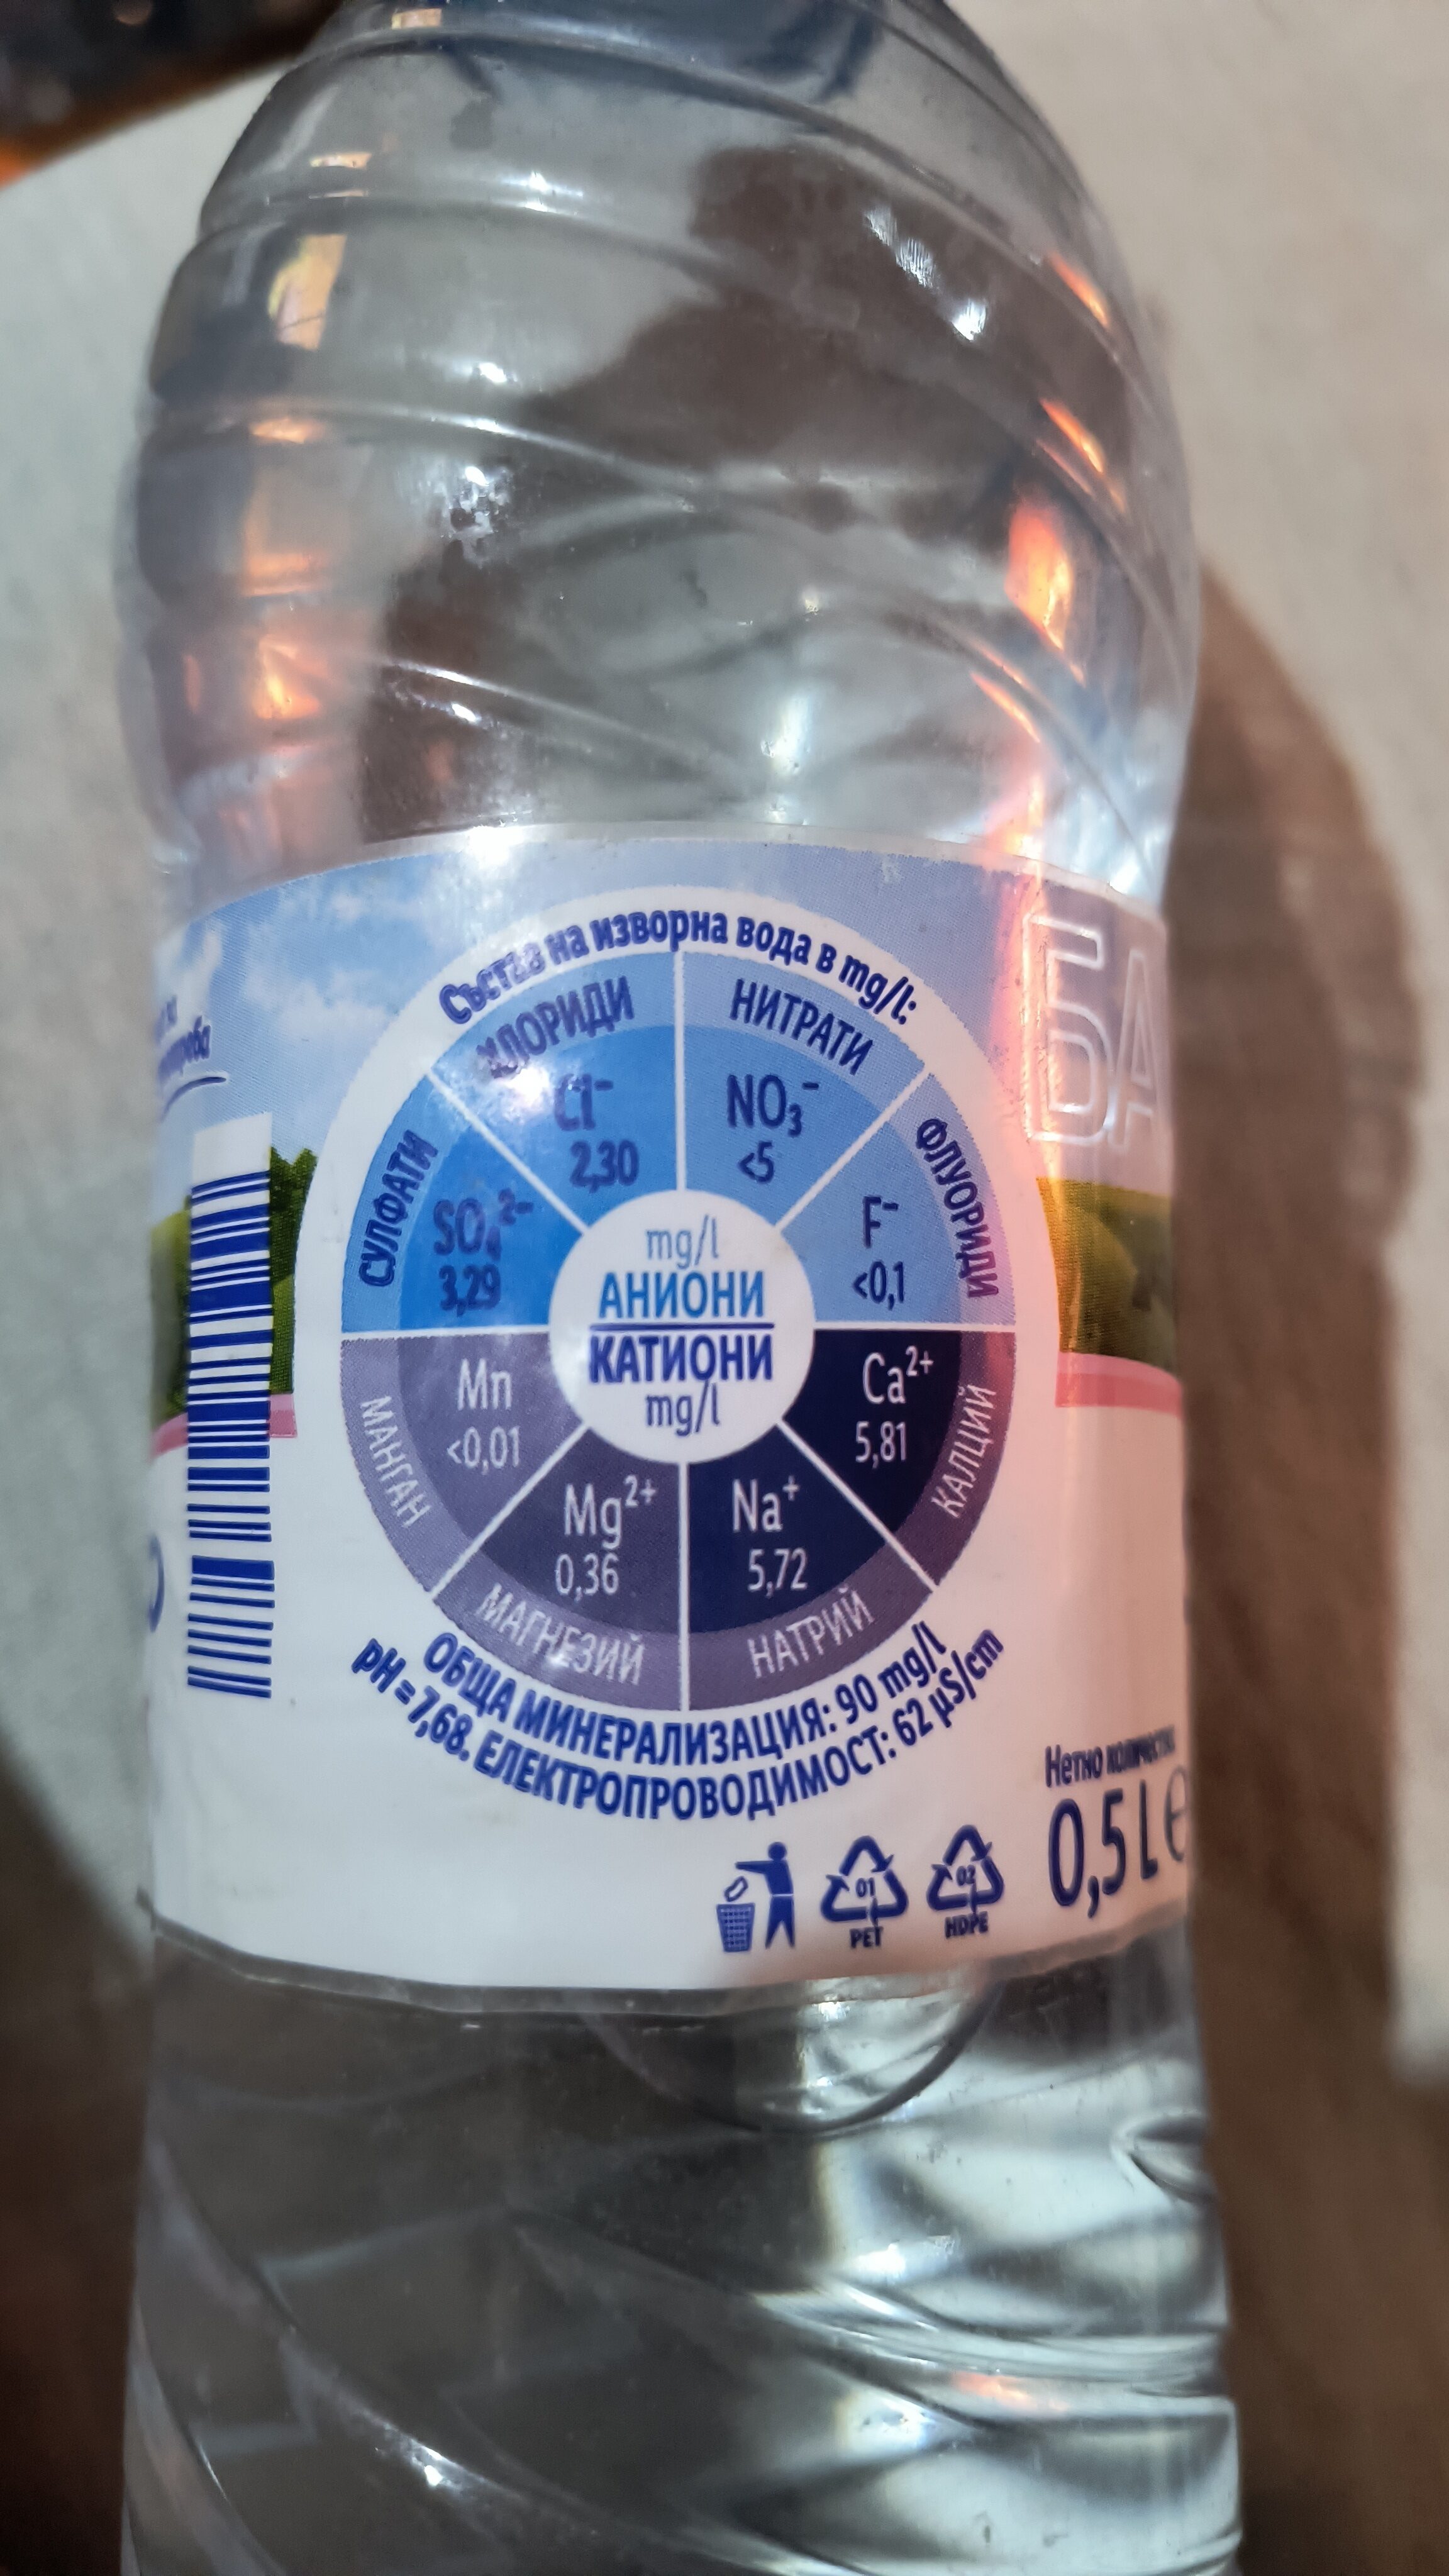 Състав на изворна вода в mg/l:
ХЛОРИДИ
Cl⁻
2,30
НИТРАТИ
NO₃⁻
<5
СУЛФАТИ
SO₄²⁻
3,29
ФЛУОРИДИ
F⁻
<0,1
mg/l
АНИОНИ
КАТИОНИ
mg/l
МАНГАН
Mn
<0,01
Ca²⁺
5,81
КАЛЦИЙ
Mg²⁺
0,36
МАГНЕЗИЙ
Na⁺
5,72
НАТРИЙ
ОБЩА МИНЕРАЛИЗАЦИЯ: 90 mg/l
pH = 7,68. ЕЛЕКТРОПРОВОДИМОСТ: 62 µS/cm
БА
Нетно количество
0,5 L e
01
PET
02
HDPE